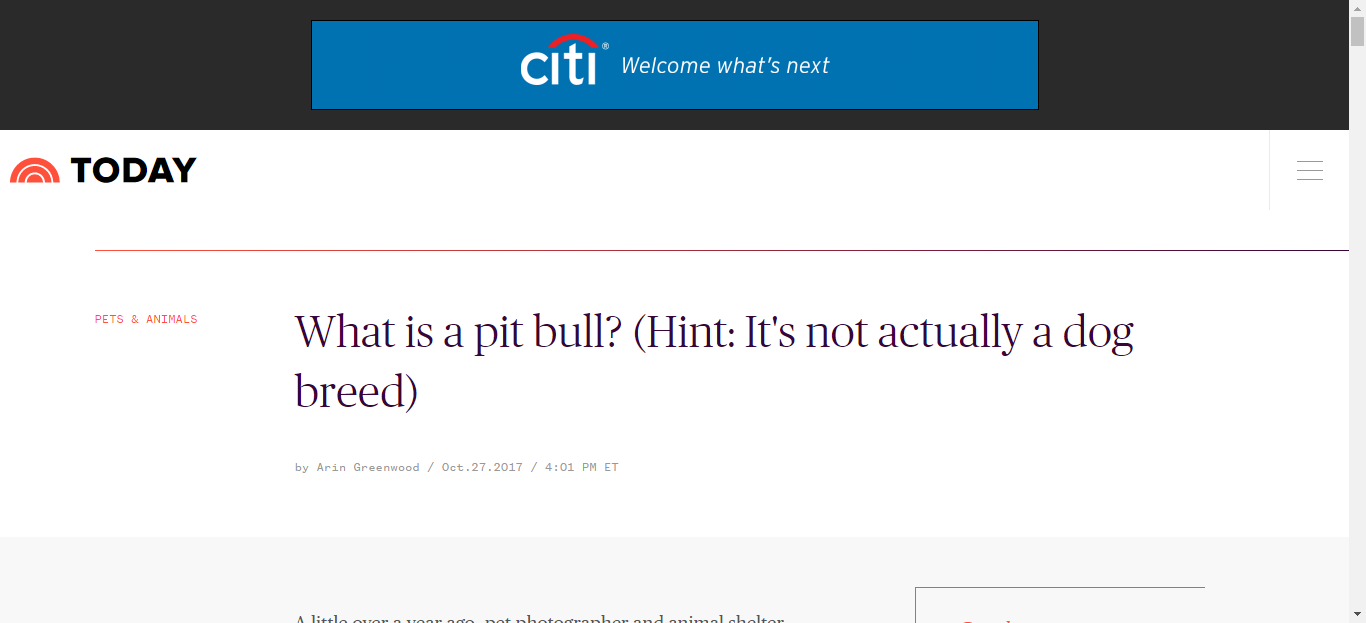 citi® Welcome what's next
TODAY
PETS & ANIMALS
What is a pit bull? (Hint: It's not actually a dog
breed)
by Arin Greenwood / Oct.27.2017 / 4:01 PM ET
A little over a year ago, pet photographer and animal shelter